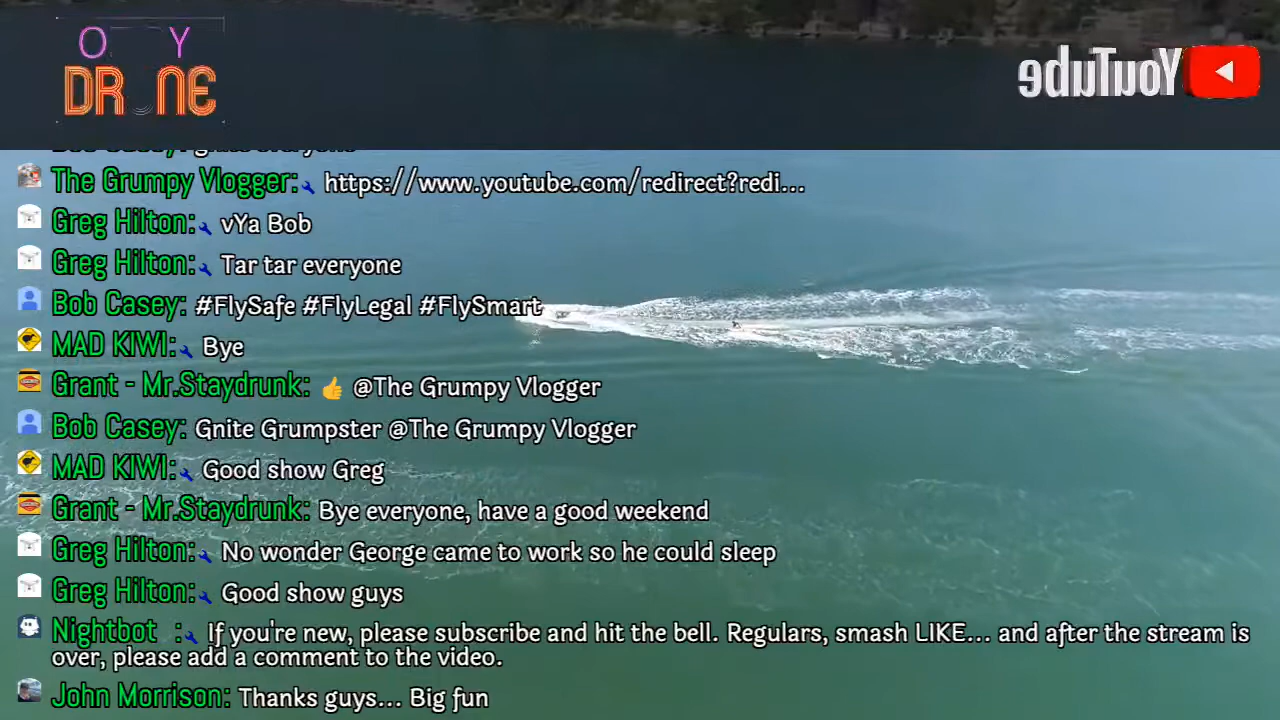 O Y
DR NE
YouTube
The Grumpy Vlogger: https://www.youtube.com/redirect?redi...
Greg Hilton: vYa Bob
Greg Hilton: Tar tar everyone
Bob Casey: #FlySafe #FlyLegal #FlySmart
MAD KIWI: Bye
Grant - Mr.Staydrunk: 👍 @The Grumpy Vlogger
Bob Casey: Gnite Grumpster @The Grumpy Vlogger
MAD KIWI: Good show Greg
Grant - Mr.Staydrunk: Bye everyone, have a good weekend
Greg Hilton: No wonder George came to work so he could sleep
Greg Hilton: Good show guys
Nightbot : If you're new, please subscribe and hit the bell. Regulars, smash LIKE... and after the stream is
over, please add a comment to the video.
John Morrison: Thanks guys... Big fun